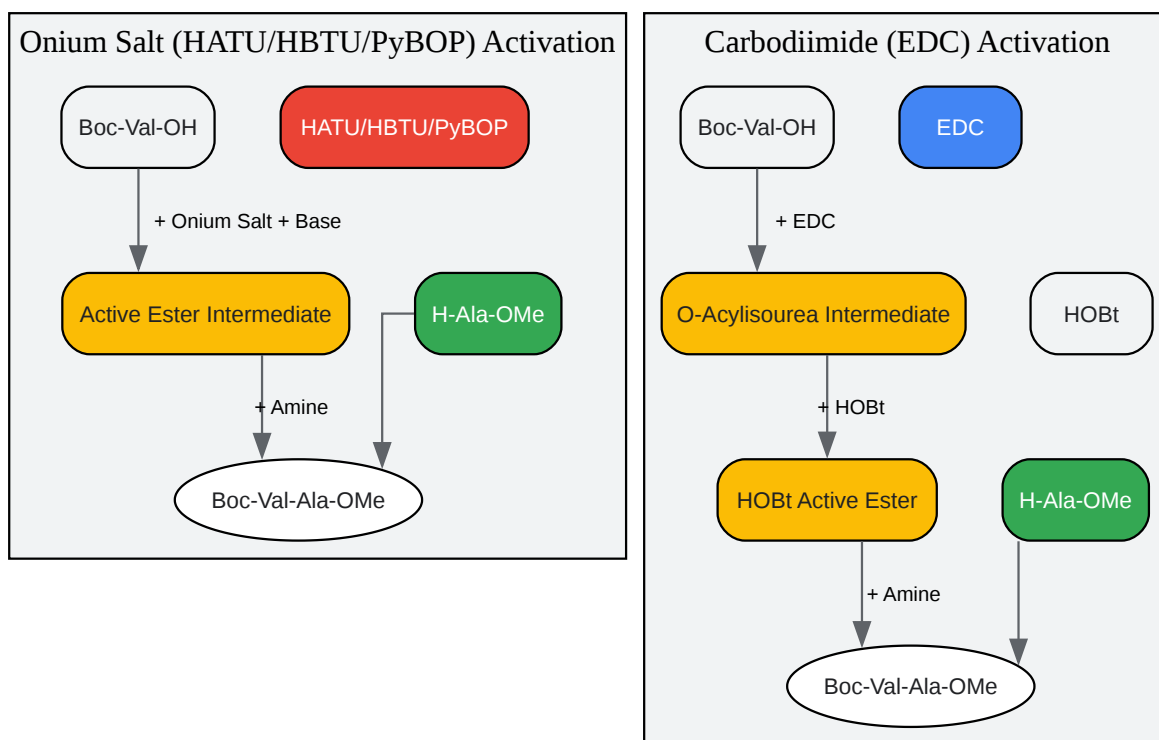 Onium Salt (HATU/HBTU/PyBOP) Activation
Boc-Val-OH
HATU/HBTU/PyBOP
+ Onium Salt + Base
Active Ester Intermediate
H-Ala-OMe
+ Amine
Boc-Val-Ala-OMe
Carbodiimide (EDC) Activation
Boc-Val-OH
EDC
+ EDC
O-Acylisourea Intermediate
HOBt
+ HOBt
HOBt Active Ester
H-Ala-OMe
+ Amine
Boc-Val-Ala-OMe